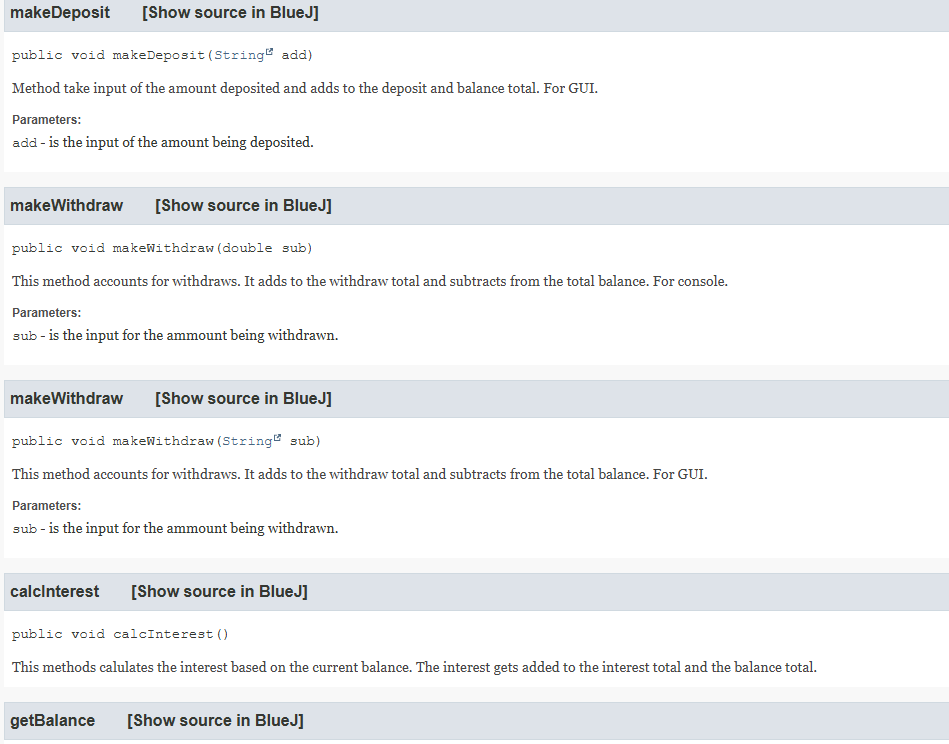 makeDeposit [Show source in BlueJ]
public void makeDeposit(String add)
Method take input of the amount deposited and adds to the deposit and balance total. For GUI.
Parameters:
add - is the input of the amount being deposited.
makeWithdraw [Show source in BlueJ]
public void makeWithdraw(double sub)
This method accounts for withdraws. It adds to the withdraw total and subtracts from the total balance. For console.
Parameters:
sub - is the input for the ammount being withdrawn.
makeWithdraw [Show source in BlueJ]
public void makeWithdraw(String sub)
This method accounts for withdraws. It adds to the withdraw total and subtracts from the total balance. For GUI.
Parameters:
sub - is the input for the ammount being withdrawn.
calcInterest [Show source in BlueJ]
public void calcInterest()
This methods calulates the interest based on the current balance. The interest gets added to the interest total and the balance total.
getBalance [Show source in BlueJ]